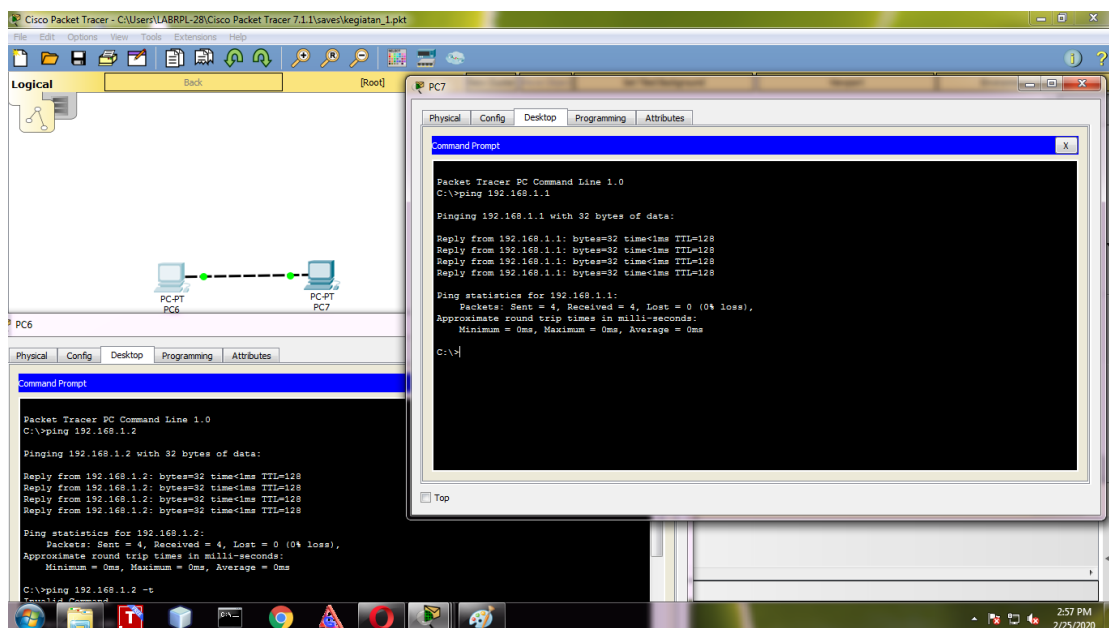 Cisco Packet Tracer - C:\Users\LABRPL-28\Cisco Packet Tracer 7.1.1\saves\kegiatan_1.pkt
File Edit Options View Tools Extensions Help
Logical
Back
[Root]
PC-PT
PC6
PC-PT
PC7
PC7
Physical Config Desktop Programming Attributes
Command Prompt
X
Packet Tracer PC Command Line 1.0
C:\>ping 192.168.1.1
Pinging 192.168.1.1 with 32 bytes of data:
Reply from 192.168.1.1: bytes=32 time<1ms TTL=128
Reply from 192.168.1.1: bytes=32 time<1ms TTL=128
Reply from 192.168.1.1: bytes=32 time<1ms TTL=128
Reply from 192.168.1.1: bytes=32 time<1ms TTL=128
Ping statistics for 192.168.1.1:
Packets: Sent = 4, Received = 4, Lost = 0 (0% loss),
Approximate round trip times in milli-seconds:
Minimum = 0ms, Maximum = 0ms, Average = 0ms
C:\>
Top
PC6
Physical Config Desktop Programming Attributes
Command Prompt
Packet Tracer PC Command Line 1.0
C:\>ping 192.168.1.2
Pinging 192.168.1.2 with 32 bytes of data:
Reply from 192.168.1.2: bytes=32 time<1ms TTL=128
Reply from 192.168.1.2: bytes=32 time<1ms TTL=128
Reply from 192.168.1.2: bytes=32 time<1ms TTL=128
Reply from 192.168.1.2: bytes=32 time<1ms TTL=128
Ping statistics for 192.168.1.2:
Packets: Sent = 4, Received = 4, Lost = 0 (0% loss),
Approximate round trip times in milli-seconds:
Minimum = 0ms, Maximum = 0ms, Average = 0ms
C:\>ping 192.168.1.2 -t
Invalid Command
2:57 PM
2/25/2020